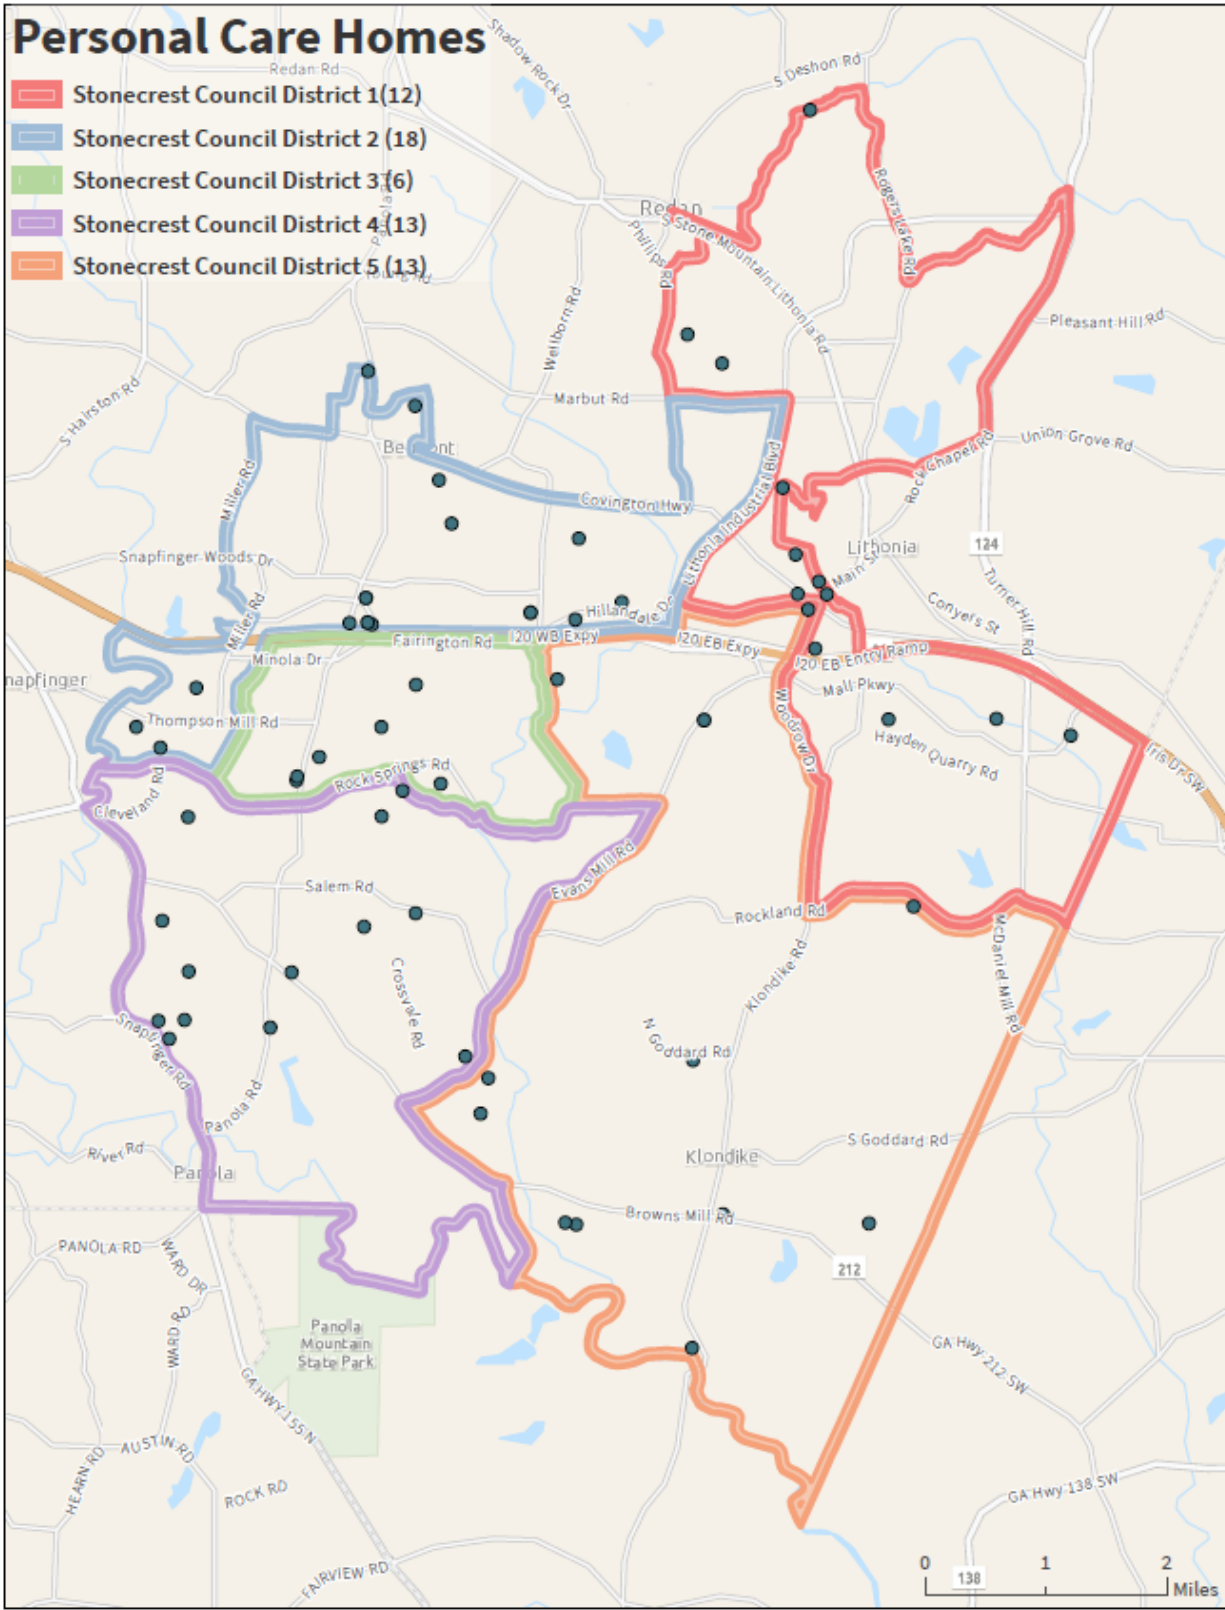 Personal Care Homes
Stonecrest Council District 1(12)
Stonecrest Council District 2 (18)
Stonecrest Council District 3 (6)
Stonecrest Council District 4 (13)
Stonecrest Council District 5 (13)
Redan Rd
Shadow Rock Dr
S Deshon Rd
Panola Rd
Young Rd
Redan
S Stone Mountain Lithonia Rd
Phillips Rd
Rogers Lake Rd
Wellborn Rd
Pleasant Hill Rd
S Hairston Rd
Marbut Rd
Union Grove Rd
Rock Chapel Rd
Miller Rd
Covington Hwy
Lithonia Industrial Blvd
Lithonia
124
Snapfinger Woods Dr
Main St
Turner Hill Rd
Conyers St
Miller Rd
Hillandale Dr
Fairington Rd
I20 WB Expy
I20 EB Expy
I20 EB Entry Ramp
Minola Dr
napfinger
Mall Pkwy
Thompson Mill Rd
Woodrow Dr
Hayden Quarry Rd
Iris Dr SW
Rock Springs Rd
Cleveland Rd
Evans Mill Rd
Salem Rd
Rockland Rd
McDaniel Mill Rd
Klondike Rd
Crossvale Rd
Snapfinger Rd
N Goddard Rd
Panola Rd
River Rd
S Goddard Rd
Klondike
Panola
Browns Mill Rd
PANOLA RD
WARD DR
212
WARD RD
Panola
Mountain
State Park
GA Hwy 212 SW
GA HWY 155 N
AUSTIN RD
HEARN RD
ROCK RD
GA Hwy 138 SW
FAIRVIEW RD
138
0 1 2
Miles